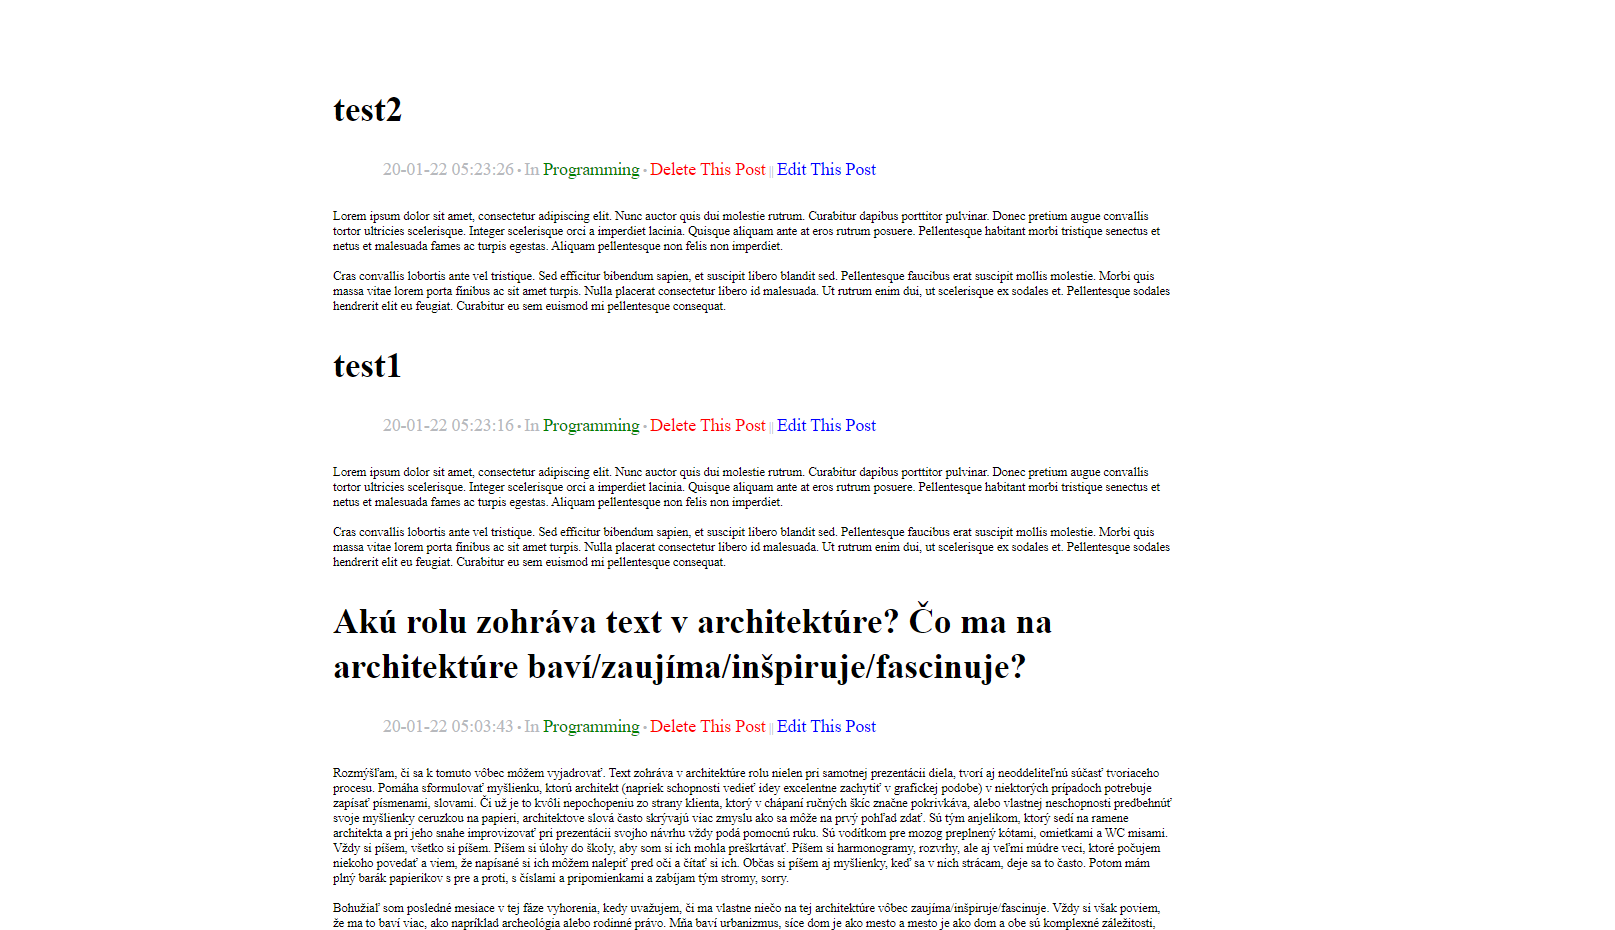 test2
20-01-22 05:23:26 · In Programming · Delete This Post || Edit This Post
Lorem ipsum dolor sit amet, consectetur adipiscing elit. Nunc auctor quis dui molestie rutrum. Curabitur dapibus porttitor pulvinar. Donec pretium augue convallis
tortor ultricies scelerisque. Integer scelerisque orci a imperdiet lacinia. Quisque aliquam ante at eros rutrum posuere. Pellentesque habitant morbi tristique senectus et
netus et malesuada fames ac turpis egestas. Aliquam pellentesque non felis non imperdiet.
Cras convallis lobortis ante vel tristique. Sed efficitur bibendum sapien, et suscipit libero blandit sed. Pellentesque faucibus erat suscipit mollis molestie. Morbi quis
massa vitae lorem porta finibus ac sit amet turpis. Nulla placerat consectetur libero id malesuada. Ut rutrum enim dui, ut scelerisque ex sodales et. Pellentesque sodales
hendrerit elit eu feugiat. Curabitur eu sem euismod mi pellentesque consequat.
test1
20-01-22 05:23:16 · In Programming · Delete This Post || Edit This Post
Lorem ipsum dolor sit amet, consectetur adipiscing elit. Nunc auctor quis dui molestie rutrum. Curabitur dapibus porttitor pulvinar. Donec pretium augue convallis
tortor ultricies scelerisque. Integer scelerisque orci a imperdiet lacinia. Quisque aliquam ante at eros rutrum posuere. Pellentesque habitant morbi tristique senectus et
netus et malesuada fames ac turpis egestas. Aliquam pellentesque non felis non imperdiet.
Cras convallis lobortis ante vel tristique. Sed efficitur bibendum sapien, et suscipit libero blandit sed. Pellentesque faucibus erat suscipit mollis molestie. Morbi quis
massa vitae lorem porta finibus ac sit amet turpis. Nulla placerat consectetur libero id malesuada. Ut rutrum enim dui, ut scelerisque ex sodales et. Pellentesque sodales
hendrerit elit eu feugiat. Curabitur eu sem euismod mi pellentesque consequat.
Akú rolu zohráva text v architektúre? Čo ma na
architektúre baví/zaujíma/inšpiruje/fascinuje?
20-01-22 05:03:43 · In Programming · Delete This Post || Edit This Post
Rozmýšľam, či sa k tomuto vôbec môžem vyjadrovať. Text zohráva v architektúre rolu nielen pri samotnej prezentácii diela, tvorí aj neoddeliteľnú súčasť tvoriaceho
procesu. Pomáha sformulovať myšlienku, ktorú architekt (napriek schopnosti vedieť idey excelentne zachytiť v grafickej podobe) v niektorých prípadoch potrebuje
zapísať písmenami, slovami. Či už je to kvôli nepochopeniu zo strany klienta, ktorý v chápaní ručných škíc značne pokrivkáva, alebo vlastnej neschopnosti predbehnúť
svoje myšlienky ceruzkou na papieri, architektove slová často skrývajú viac zmyslu ako sa môže na prvý pohľad zdať. Sú tým anjelikom, ktorý sedí na ramene
architekta a pri jeho snahe improvizovať pri prezentácii svojho návrhu vždy podá pomocnú ruku. Sú vodítkom pre mozog preplnený kótami, omietkami a WC misami.
Vždy si píšem, všetko si píšem. Píšem si úlohy do školy, aby som si ich mohla preškrtávať. Píšem si harmonogramy, rozvrhy, ale aj veľmi múdre veci, ktoré počujem
niekoho povedať a viem, že napísané si ich môžem nalepiť pred oči a čítať si ich. Občas si píšem aj myšlienky, keď sa v nich strácam, deje sa to často. Potom mám
plný barák papierikov s pre a proti, s číslami a pripomienkami a zabíjam tým stromy, sorry.
Bohužiaľ som posledné mesiace v tej fáze vyhorenia, kedy uvažujem, či ma vlastne niečo na tej architektúre vôbec zaujíma/inšpiruje/fascinuje. Vždy si však poviem,
že ma to baví viac, ako napríklad archeológia alebo rodinné právo. Mňa baví urbanizmus, síce dom je ako mesto a mesto je ako dom a obe sú komplexné záležitosti,